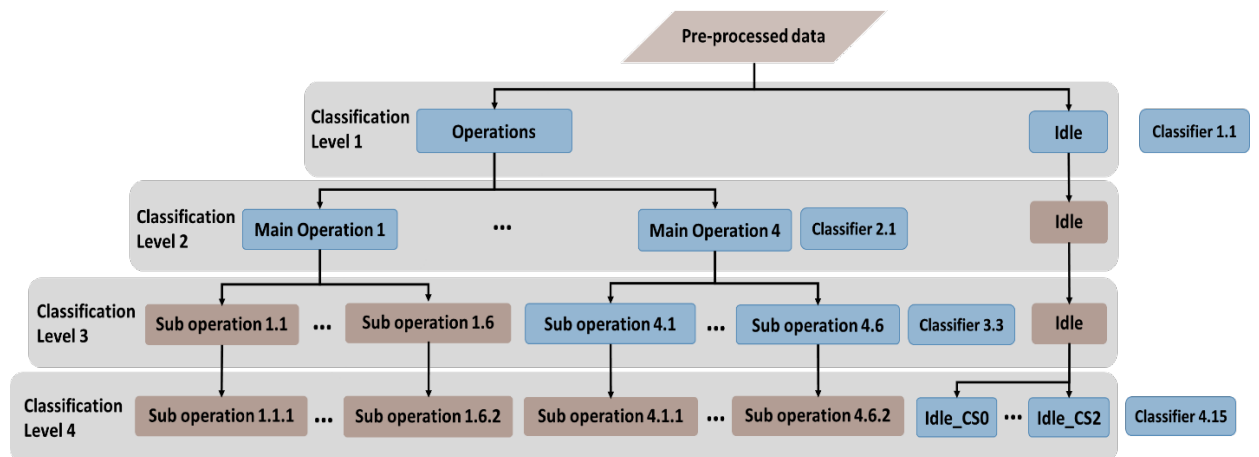 Pre-processed data
Classification
Level 1
Operations
Idle
Classifier 1.1
Classification
Level 2
Main Operation 1
...
Main Operation 4
Classifier 2.1
Idle
Classification
Level 3
Sub operation 1.1
...
Sub operation 1.6
Sub operation 4.1
...
Sub operation 4.6
Classifier 3.3
Idle
Classification
Level 4
Sub operation 1.1.1
...
Sub operation 1.6.2
Sub operation 4.1.1
...
Sub operation 4.6.2
Idle_CS0
...
Idle_CS2
Classifier 4.15